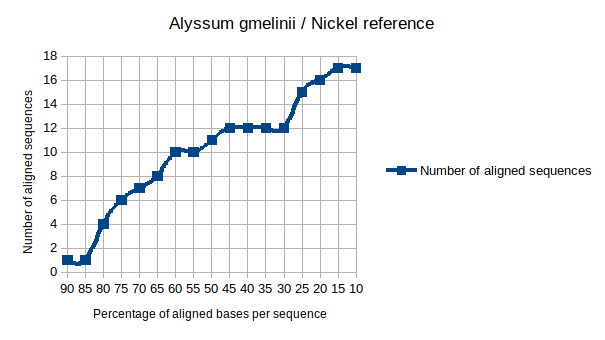 Alyssum gmelinii / Nickel reference
Number of aligned sequences
18
16
14
12
10
8
6
4
2
0
90 85 80 75 70 65 60 55 50 45 40 35 30 25 20 15 10
Percentage of aligned bases per sequence
Number of aligned sequences